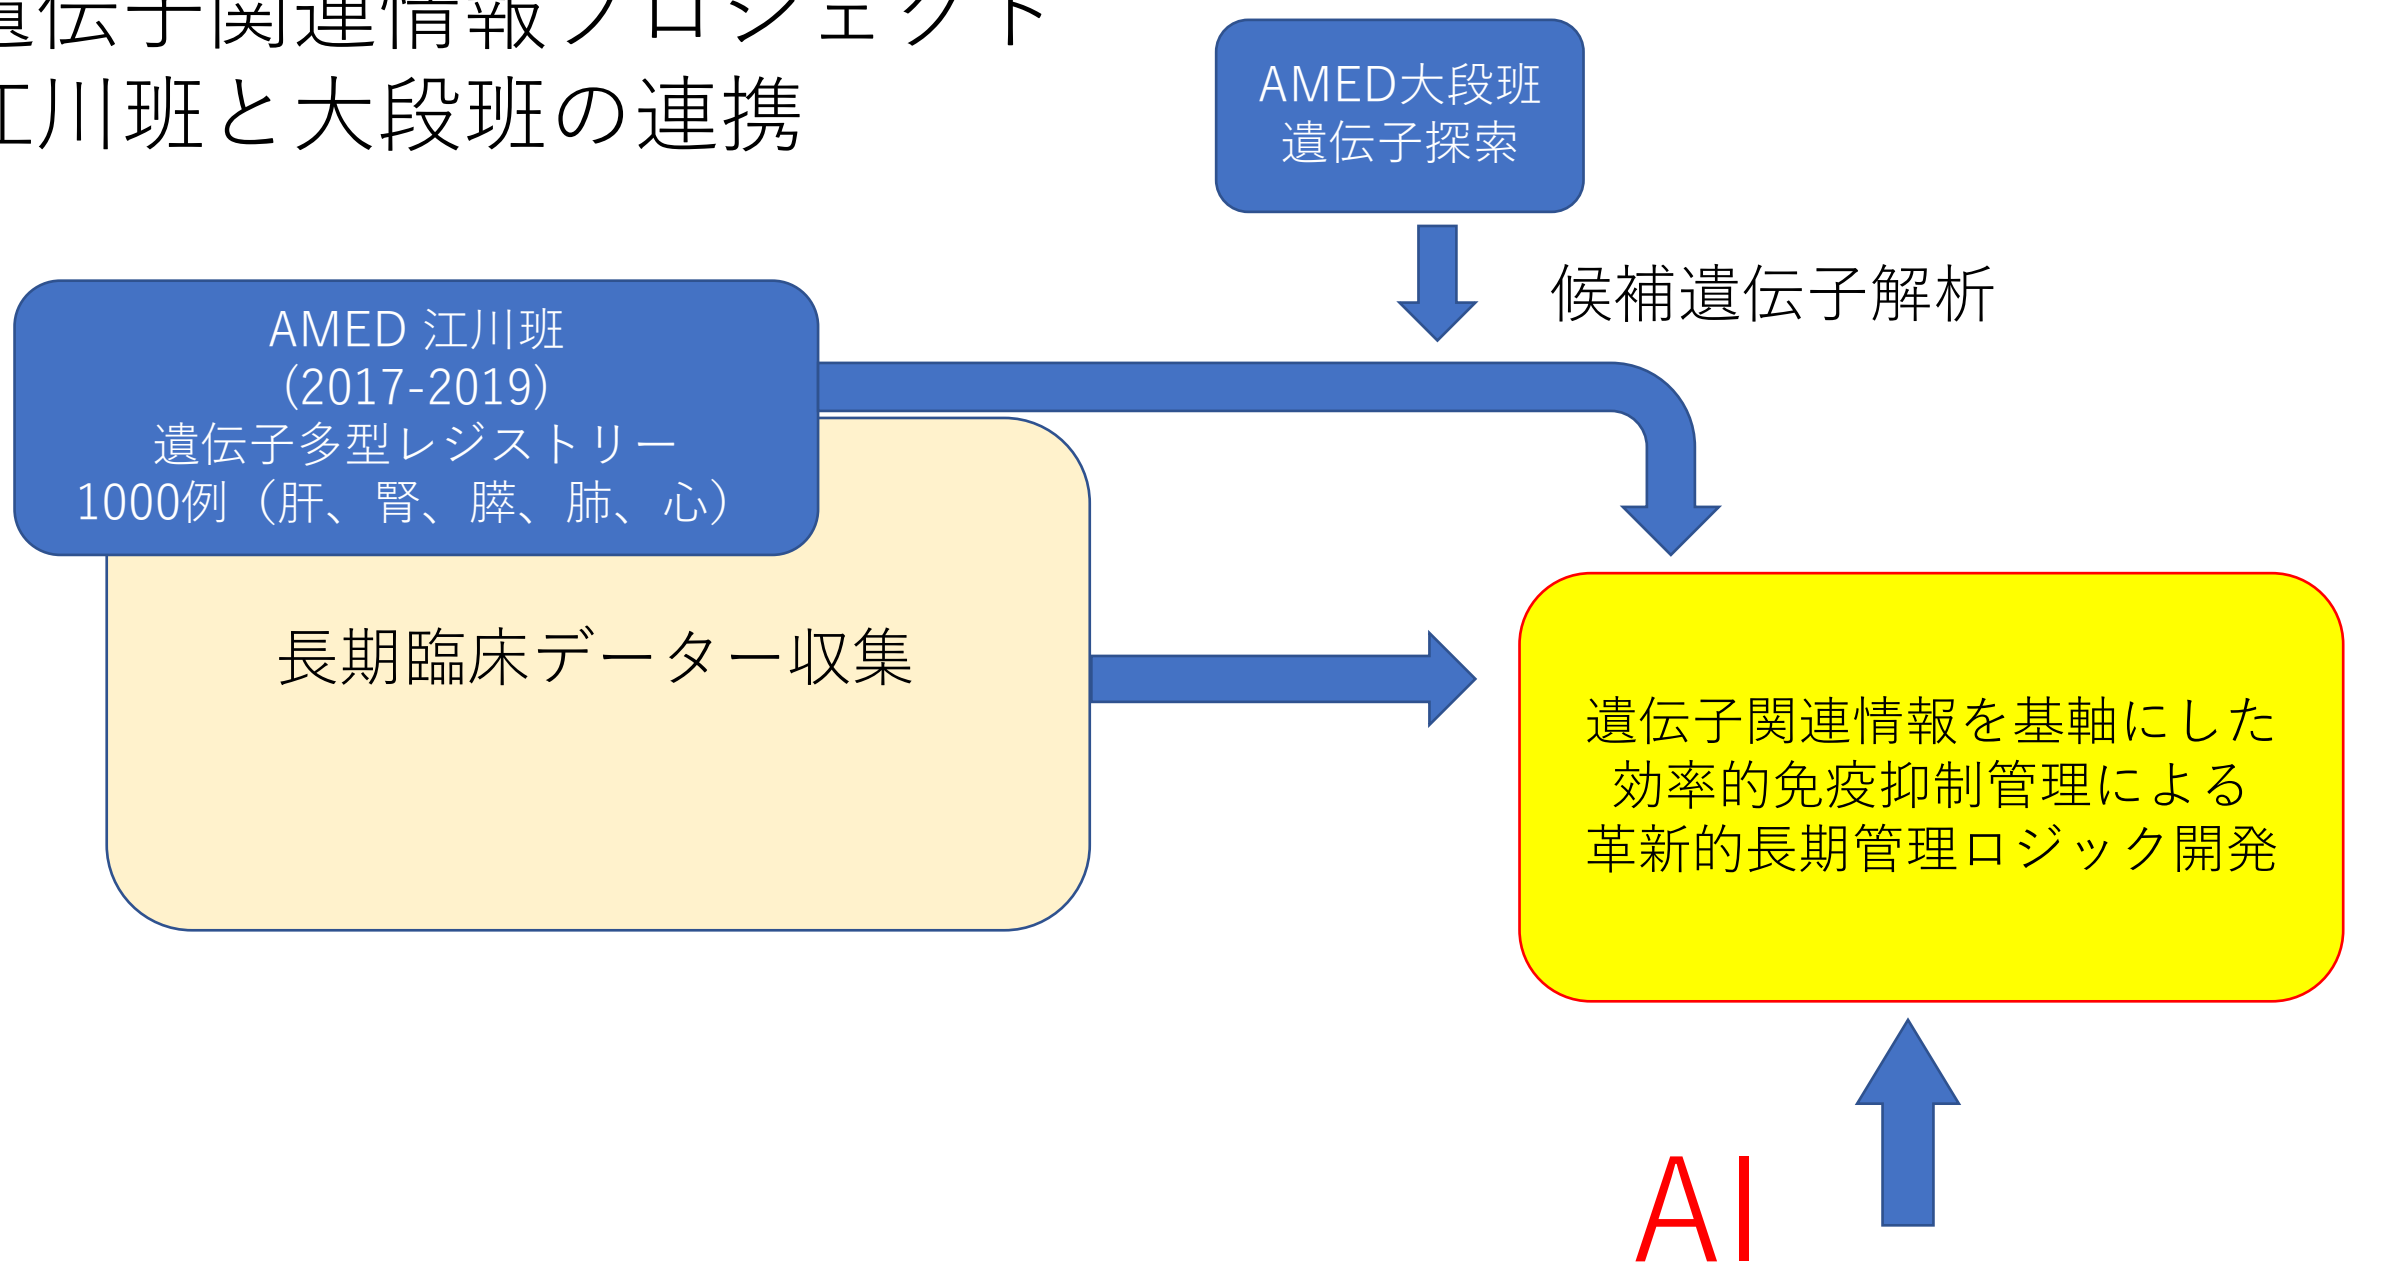 遺伝子関連情報プロジェクト
江川班と大段班の連携
AMED大段班
遺伝子探索
候補遺伝子解析
AMED 江川班
(2017-2019)
遺伝子多型レジストリー
1000例（肝、腎、膵、肺、心）
長期臨床データー収集
遺伝子関連情報を基軸にした
効率的免疫抑制管理による
革新的長期管理ロジック開発
AI